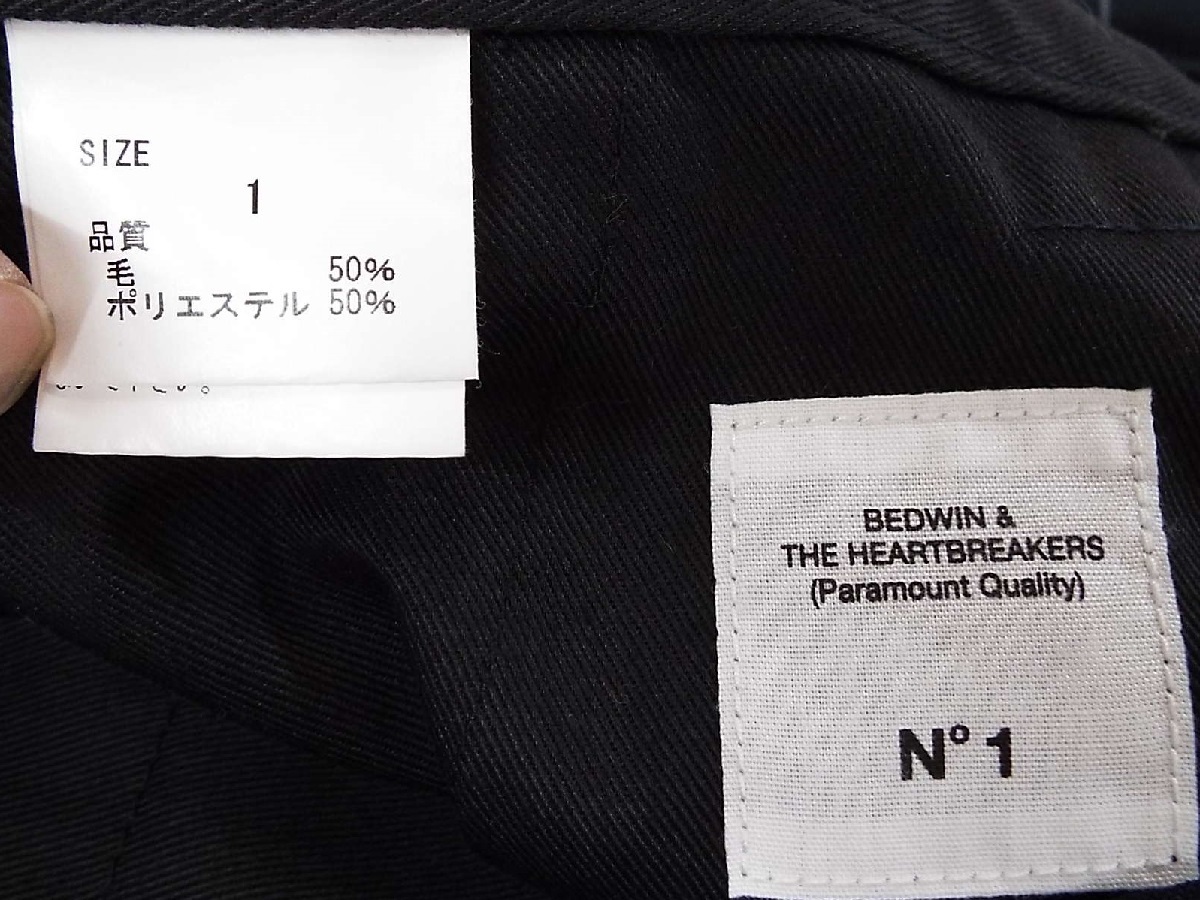 SIZE
1
品質
毛 50%
ポリエステル 50%
BEDWIN &
THE HEARTBREAKERS
(Paramount Quality)
N° 1